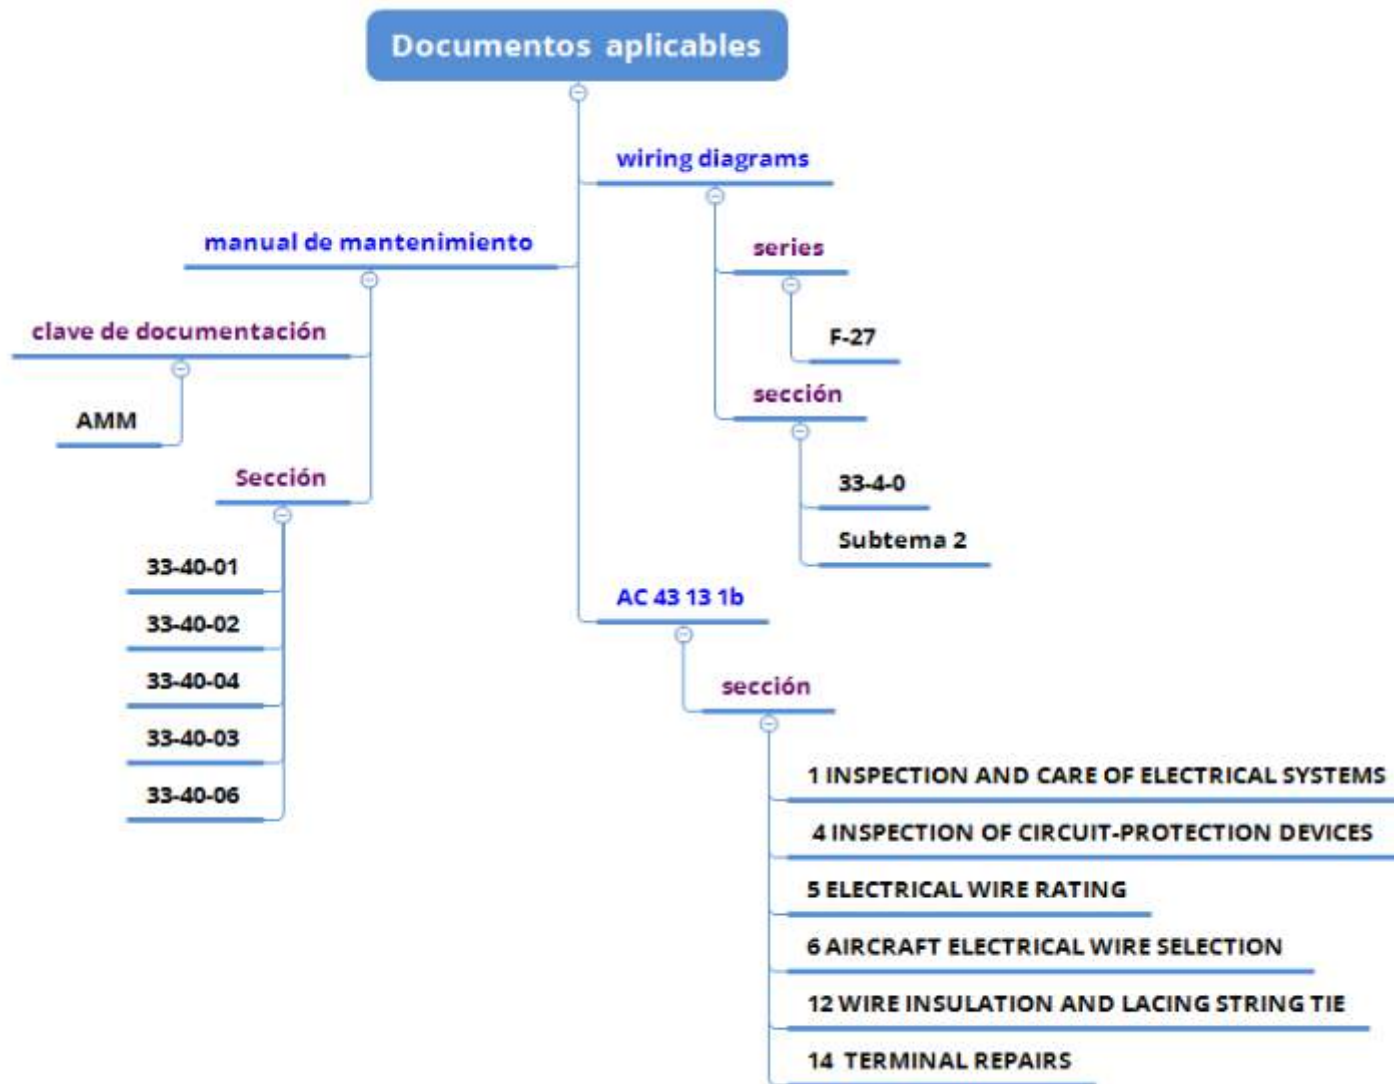 Documentos aplicables
manual de mantenimiento
clave de documentación
AMM
Sección
33-40-01
33-40-02
33-40-04
33-40-03
33-40-06
wiring diagrams
series
F-27
sección
33-4-0
Subtema 2
AC 43 13 1b
sección
1 INSPECTION AND CARE OF ELECTRICAL SYSTEMS
4 INSPECTION OF CIRCUIT-PROTECTION DEVICES
5 ELECTRICAL WIRE RATING
6 AIRCRAFT ELECTRICAL WIRE SELECTION
12 WIRE INSULATION AND LACING STRING TIE
14 TERMINAL REPAIRS